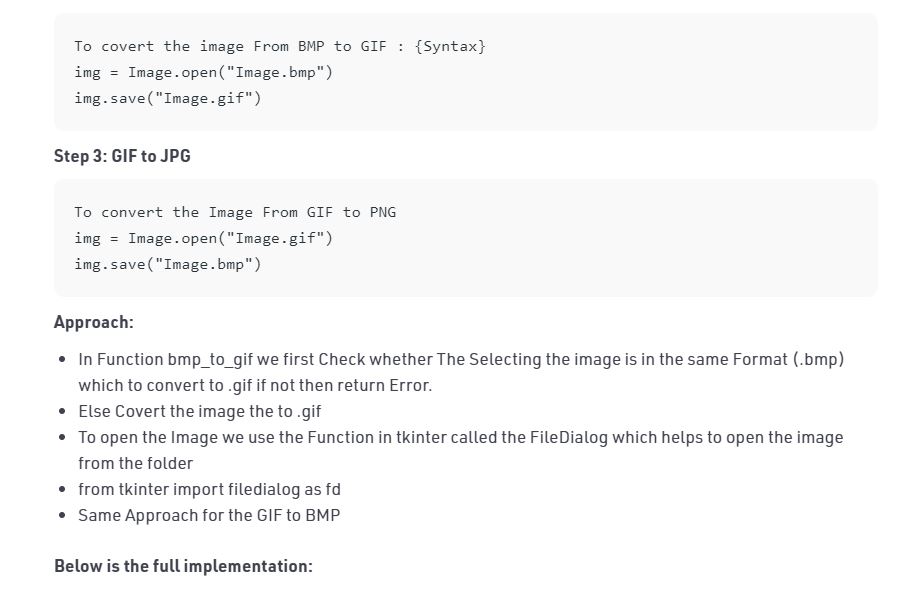 To covert the image From BMP to GIF : {Syntax}
img = Image.open("Image.bmp")
img.save("Image.gif")
Step 3: GIF to JPG
To convert the Image From GIF to PNG
img = Image.open("Image.gif")
img.save("Image.bmp")
Approach:
• In Function bmp_to_gif we first Check whether The Selecting the image is in the same Format (.bmp)
which to convert to .gif if not then return Error.
• Else Covert the image the to .gif
• To open the Image we use the Function in tkinter called the FileDialog which helps to open the image
from the folder
• from tkinter import filedialog as fd
• Same Approach for the GIF to BMP
Below is the full implementation: